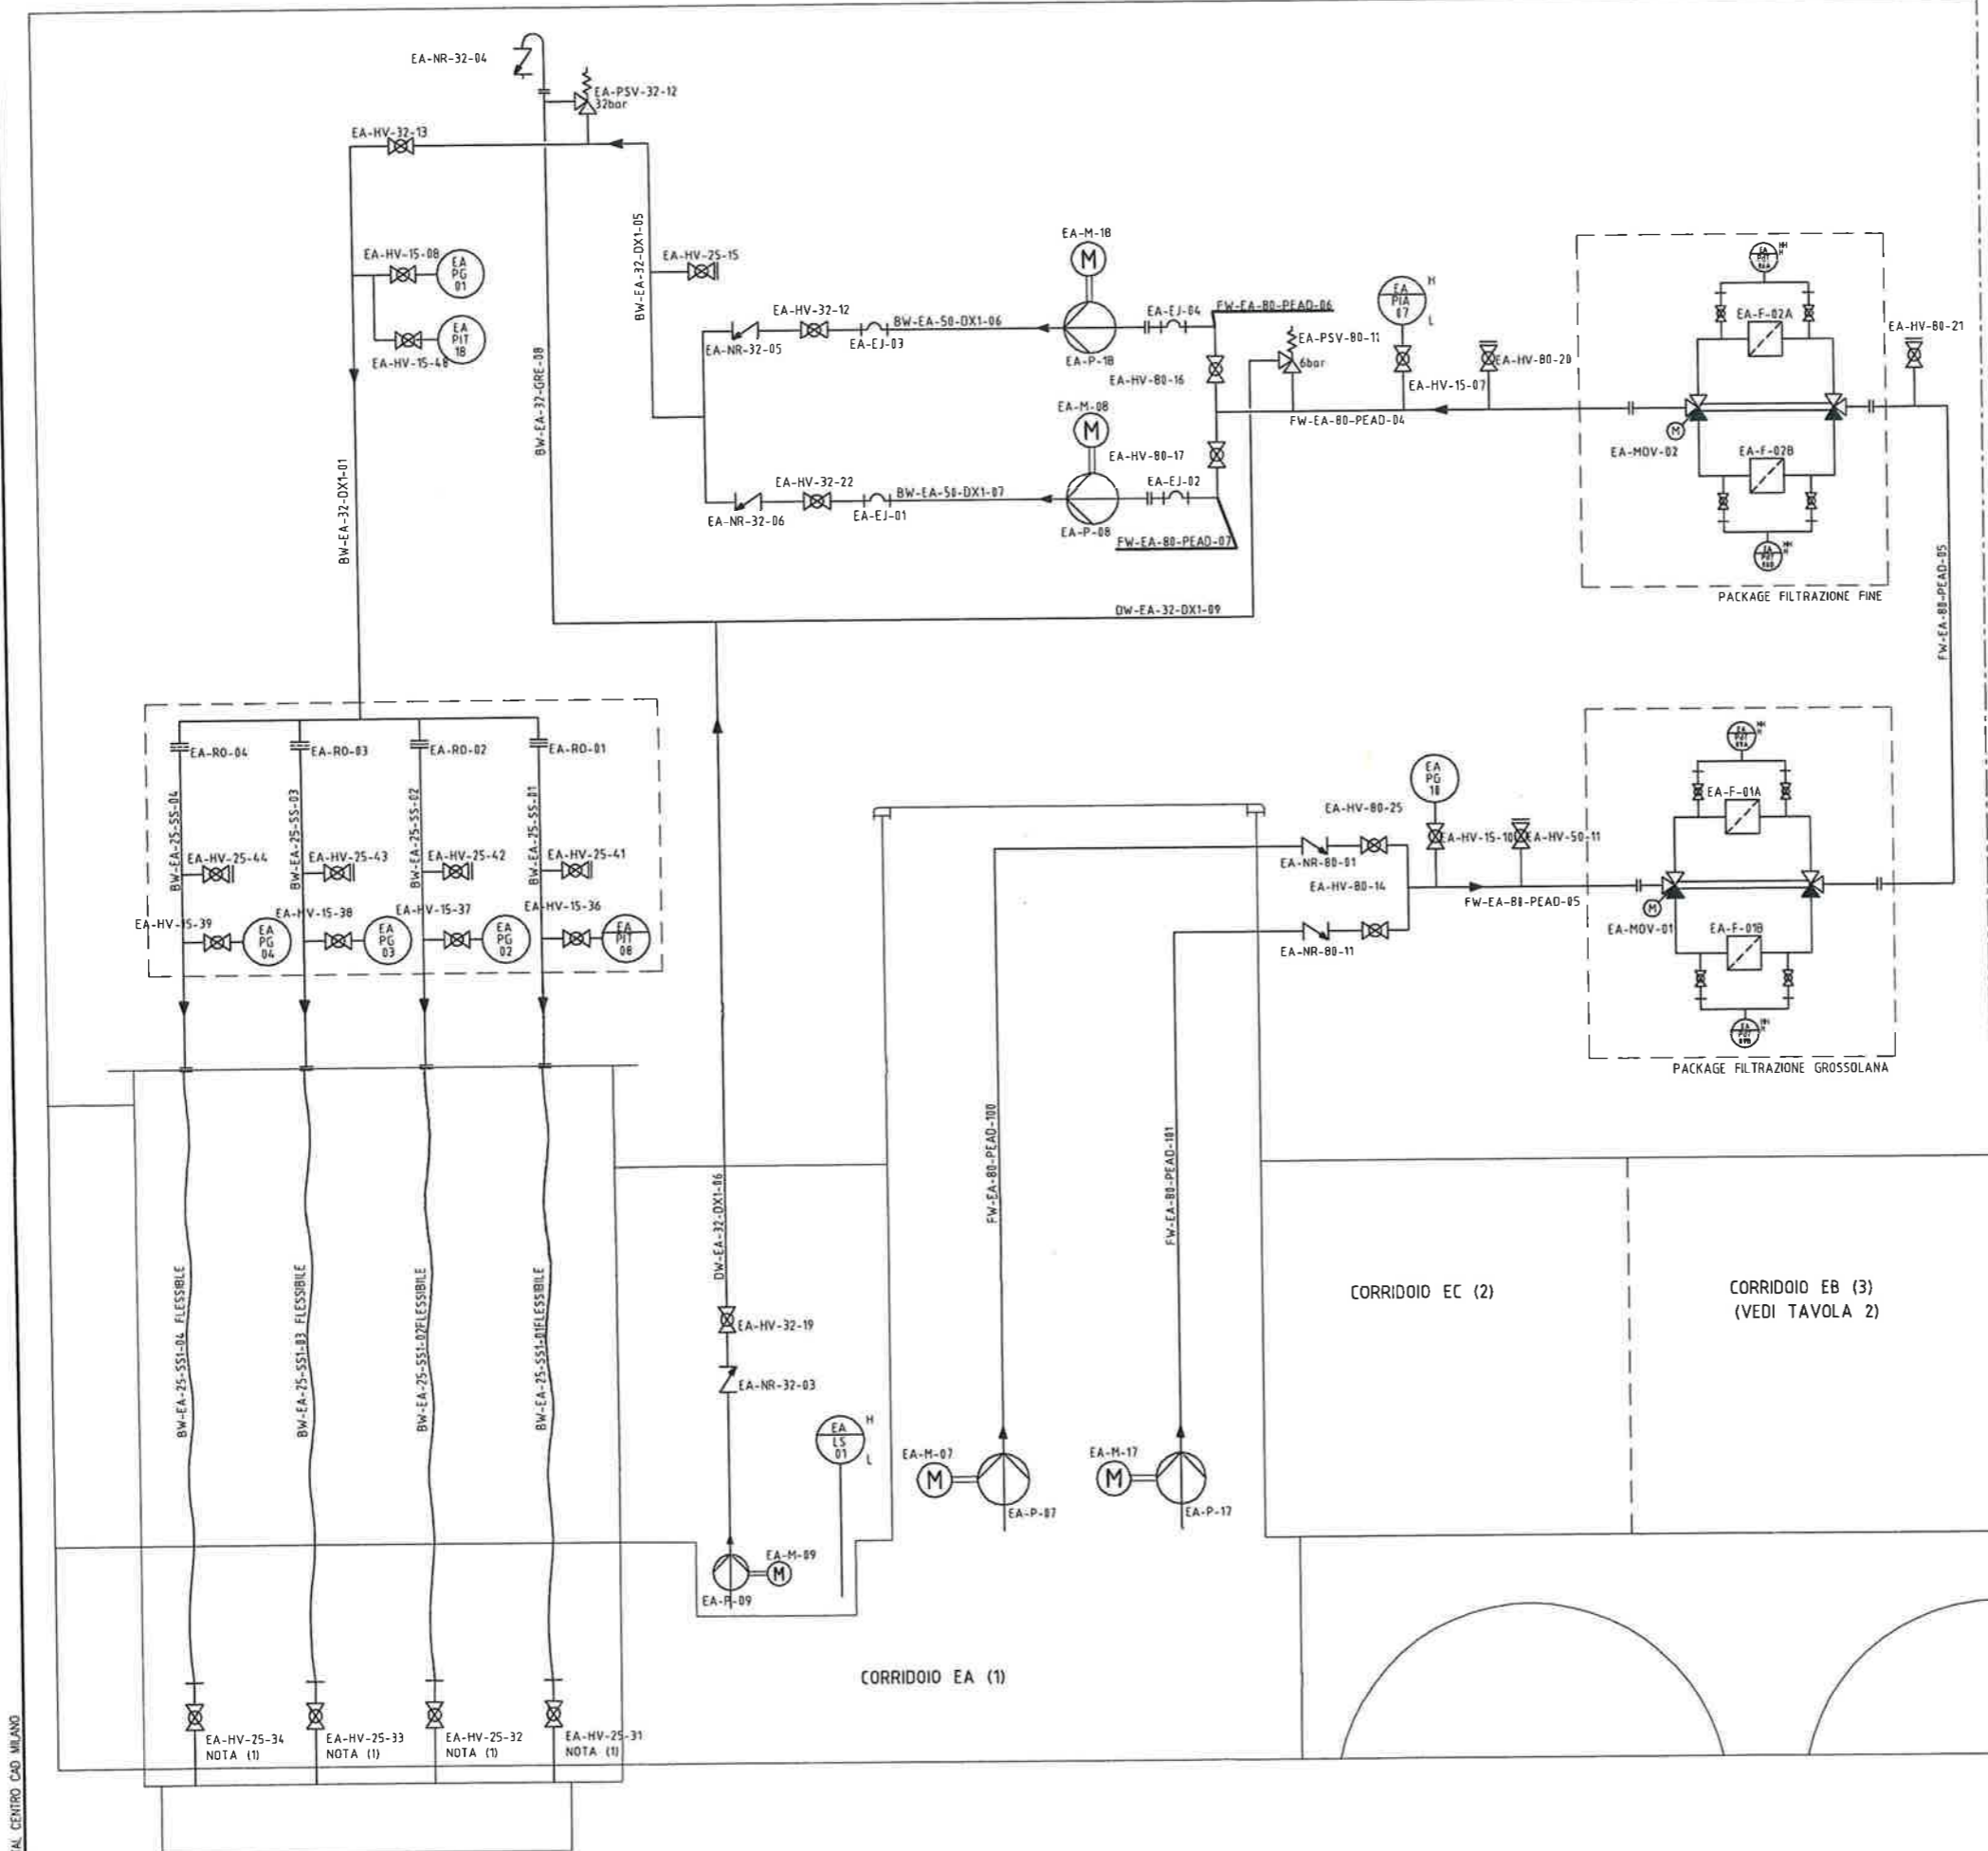 EA-NR-32-04
EA-PSV-32-12
32bar
EA-HV-32-13
EA-HV-15-08
EA
PG
01
EA
PIT
18
EA-HV-15-48
BW-EA-32-DX1-01
BW-EA-32-GRE-08
BW-EA-32-DX1-05
EA-HV-25-15
EA-NR-32-05
EA-HV-32-12
EA-EJ-03
BW-EA-50-DX1-06
EA-M-18
M
EA-P-18
EA-EJ-04
FW-EA-80-PEAD-06
EA-HV-80-16
EA-PSV-80-11
6bar
EA
PIA
07
H
L
EA-HV-15-07
EA-HV-80-20
FW-EA-80-PEAD-04
EA-NR-32-06
EA-HV-32-22
EA-EJ-01
BW-EA-50-DX1-07
EA-M-08
M
EA-P-08
EA-HV-80-17
EA-EJ-02
FW-EA-80-PEAD-07
DW-EA-32-DX1-09
EA-F-02A
EA-F-02B
M
EA-MOV-02
EA-HV-80-21
PACKAGE FILTRAZIONE FINE
FW-EA-80-PEAD-05
EA-RO-04
EA-RO-03
EA-RO-02
EA-RO-01
BW-EA-25-SS-04
BW-EA-25-SS-03
BW-EA-25-SS-02
BW-EA-25-SS-01
EA-HV-25-44
EA-HV-25-43
EA-HV-25-42
EA-HV-25-41
EA-HV-15-39
EA-HV-15-38
EA-HV-15-37
EA-HV-15-36
EA
PG
04
EA
PG
03
EA
PG
02
EA
PIT
08
EA-HV-80-25
EA-NR-80-01
EA-HV-80-14
EA-NR-80-11
EA
PG
10
EA-HV-15-10
EA-HV-50-11
FW-EA-80-PEAD-05
EA-F-01A
EA-F-01B
M
EA-MOV-01
PACKAGE FILTRAZIONE GROSSOLANA
BW-EA-25-SS1-04 FLESSIBILE
BW-EA-25-SS1-03 FLESSIBILE
BW-EA-25-SS1-02FLESSIBILE
BW-EA-25-SS1-01FLESSIBILE
DW-EA-32-DX1-06
EA-HV-32-19
EA-NR-32-03
EA
LS
01
H
L
FW-EA-80-PEAD-100
FW-EA-80-PEAD-101
EA-M-07
M
EA-P-07
EA-M-17
M
EA-P-17
EA-M-09
M
EA-P-09
CORRIDOIO EC (2)
CORRIDOIO EB (3)
(VEDI TAVOLA 2)
CORRIDOIO EA (1)
EA-HV-25-34
NOTA (1)
EA-HV-25-33
NOTA (1)
EA-HV-25-32
NOTA (1)
EA-HV-25-31
NOTA (1)
CENTRO CAD MILANO